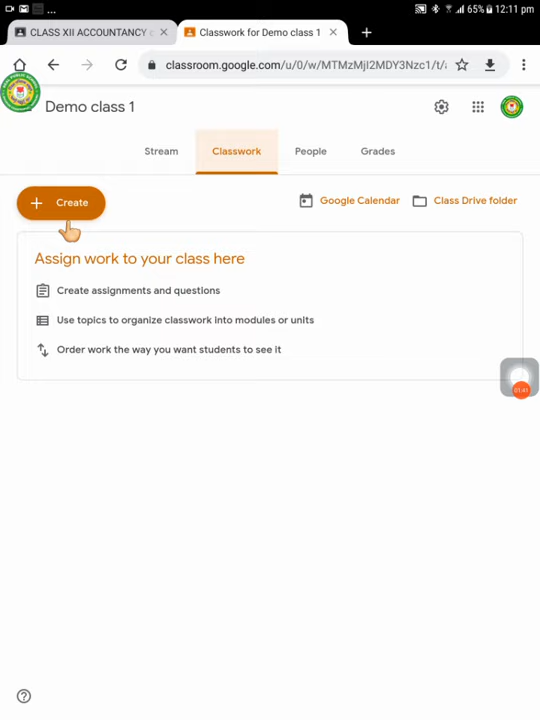 ... 65% 12:11 pm
CLASS XII ACCOUNTANCY
Classwork for Demo class 1
classroom.google.com/u/0/w/MTMzMjI2MDY3Nzc1/t/
Demo class 1
Stream Classwork People Grades
Create Google Calendar Class Drive folder
Assign work to your class here
Create assignments and questions
Use topics to organize classwork into modules or units
Order work the way you want students to see it
01:41